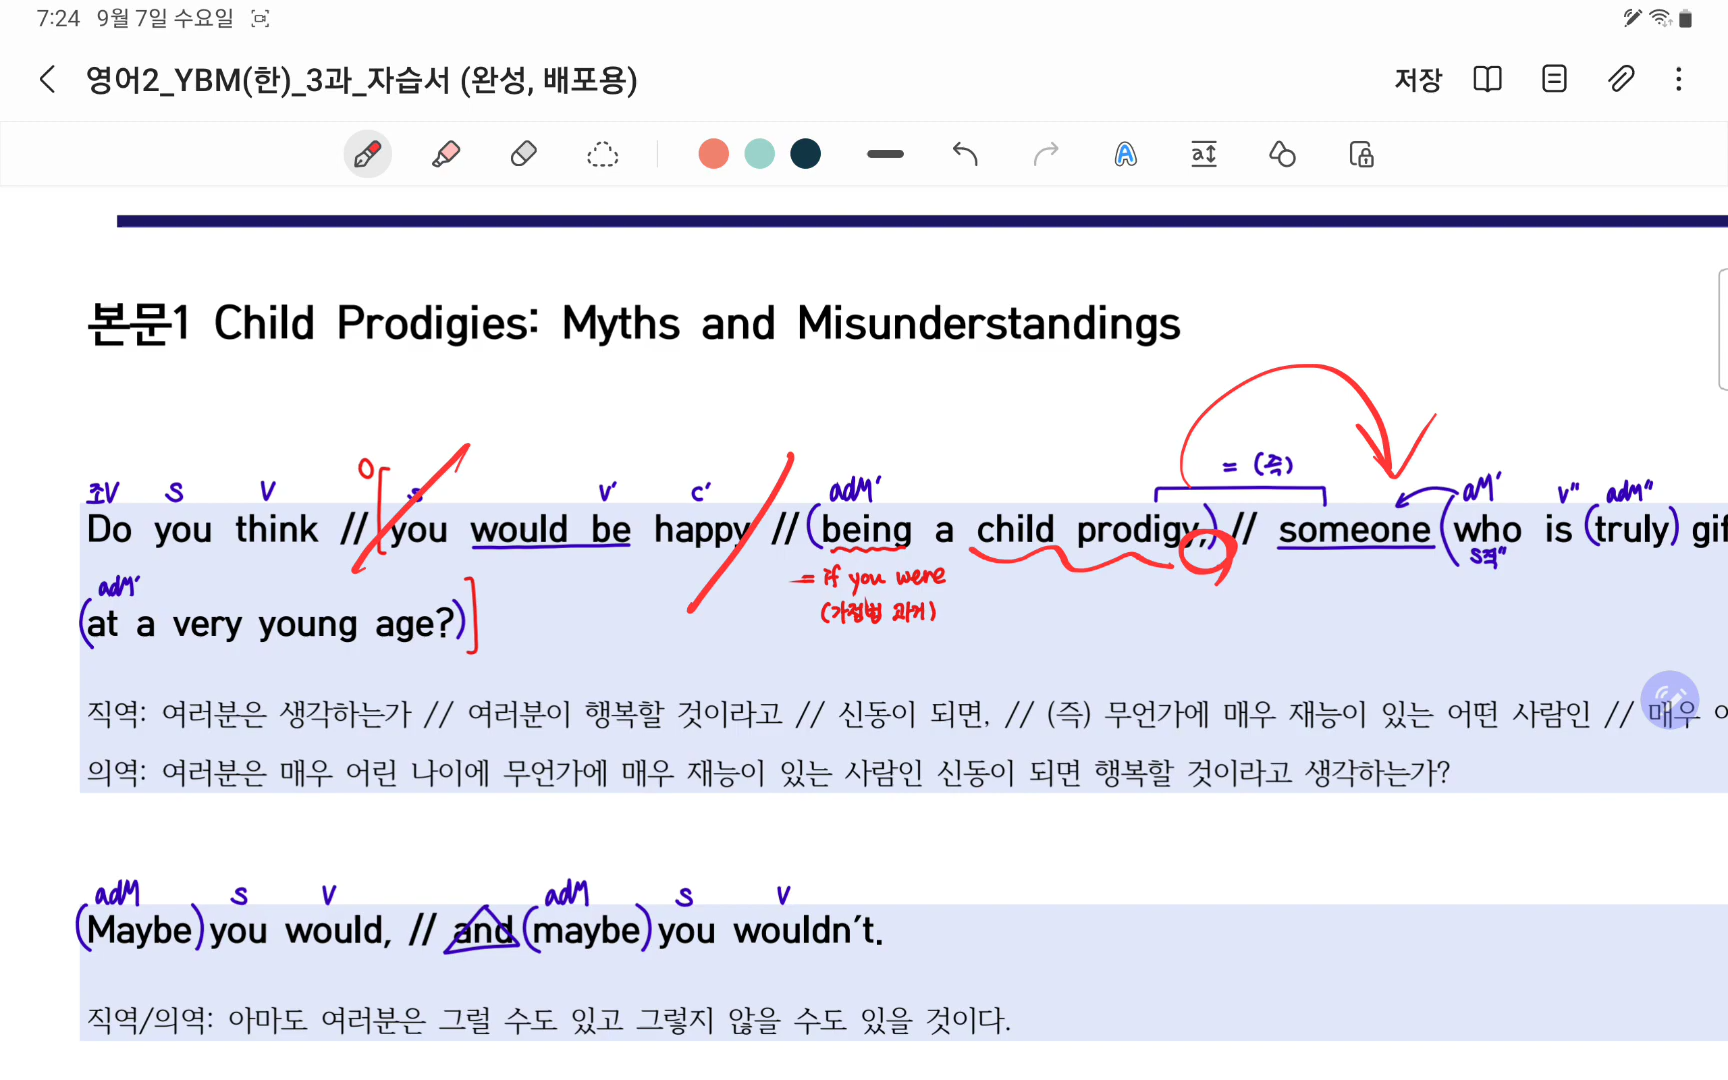 7:24 9월 7일 수요일
영어2_YBM(한)_3과_자습서 (완성, 배포용)
저장
본문1 Child Prodigies: Myths and Misunderstandings
= (즉)
조V S V O s v' c' adM' aM' v" adM"
Do you think // [you would be happy // (being a child prodigy,) // someone (who is (truly) gif
S격"
= if you were
(가정법 과거)
adM'
(at a very young age?)]
직역: 여러분은 생각하는가 // 여러분이 행복할 것이라고 // 신동이 되면, // (즉) 무언가에 매우 재능이 있는 어떤 사람인 // 매우
의역: 여러분은 매우 어린 나이에 무언가에 매우 재능이 있는 사람인 신동이 되면 행복할 것이라고 생각하는가?
adM S V adM S V
(Maybe) you would, // and (maybe) you wouldn't.
직역/의역: 아마도 여러분은 그럴 수도 있고 그렇지 않을 수도 있을 것이다.